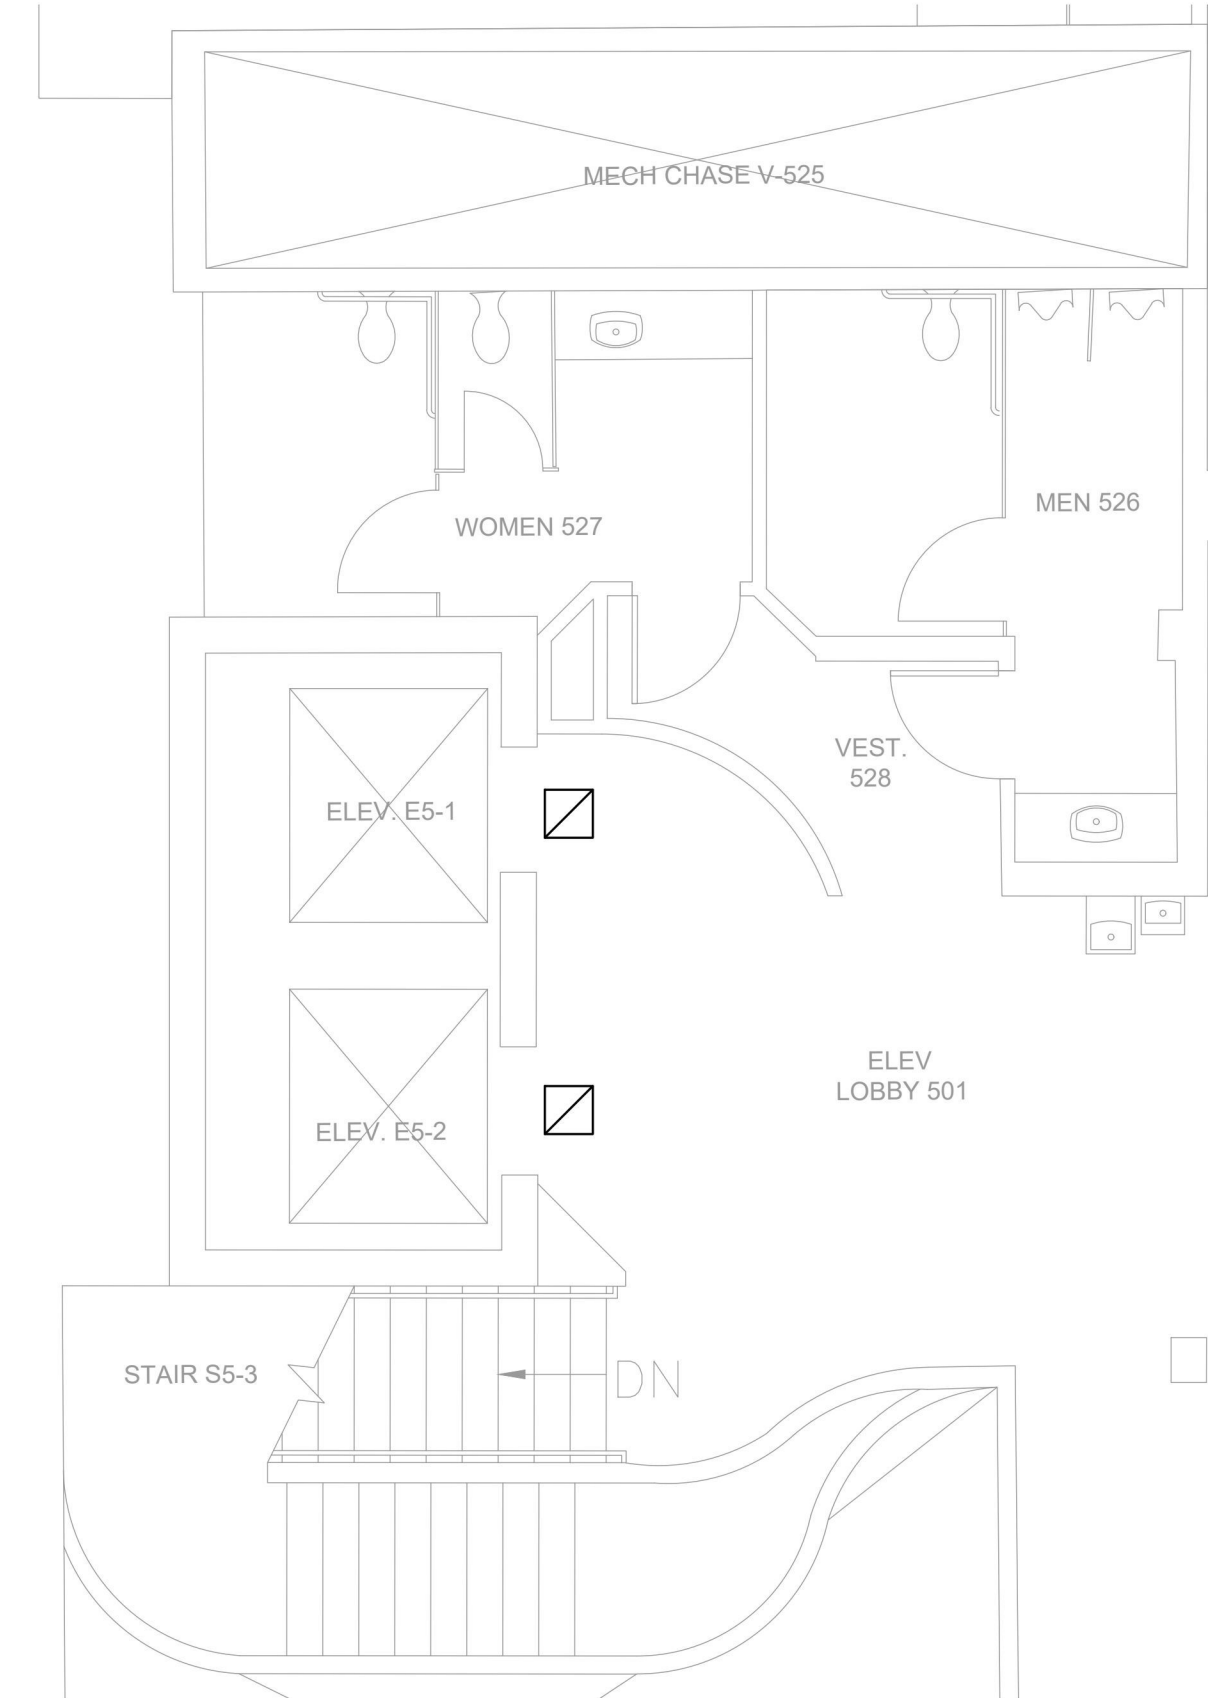 MECH CHASE V-525
WOMEN 527
MEN 526
VEST.
528
ELEV. E5-1
ELEV
LOBBY 501
ELEV. E5-2
STAIR S5-3
DN